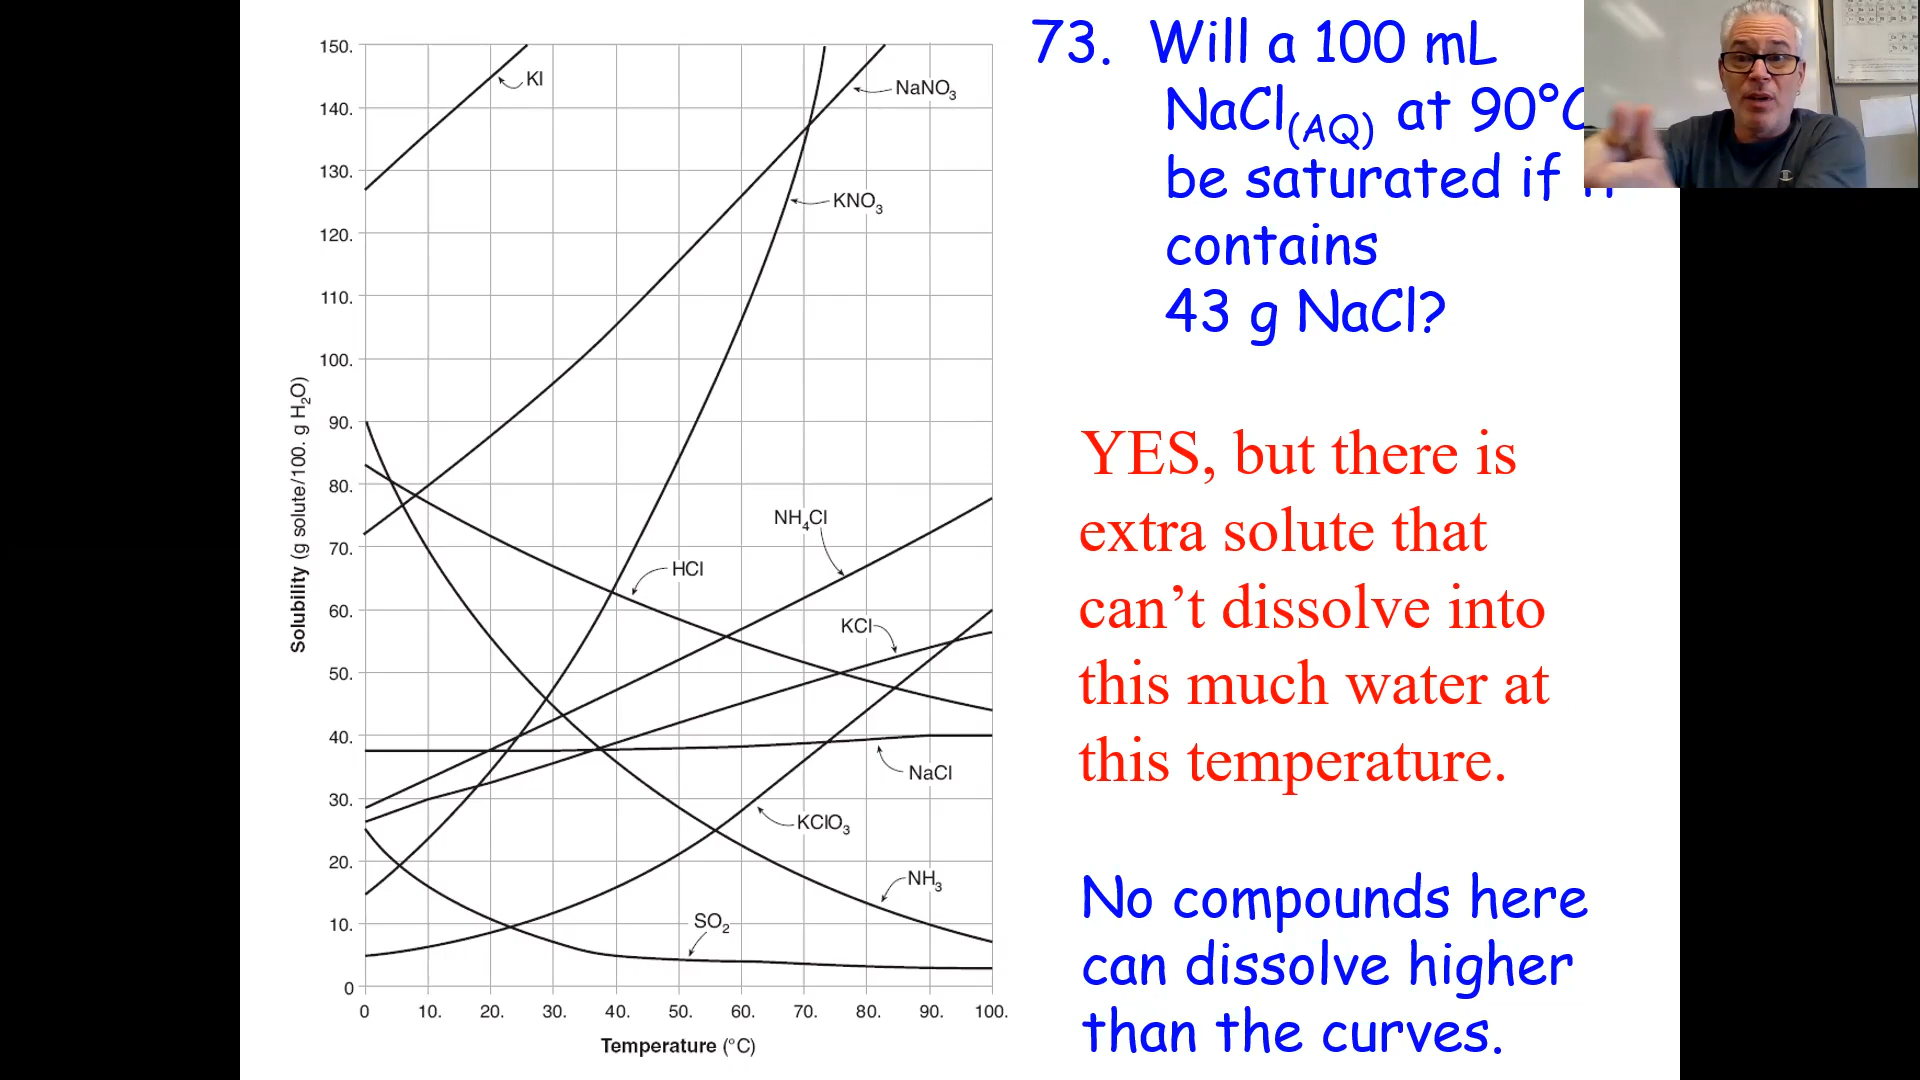 150.
140.
130.
120.
110.
100.
90.
80.
70.
60.
50.
40.
30.
20.
10.
0
0 10. 20. 30. 40. 50. 60. 70. 80. 90. 100.
Temperature (°C)
Solubility (g solute/100. g H₂O)
KI
NaNO₃
KNO₃
NH₄Cl
HCl
KCl
NaCl
KClO₃
NH₃
SO₂
73. Will a 100 mL
NaCl(AQ) at 90°C
be saturated if
contains
43 g NaCl?
YES, but there is
extra solute that
can't dissolve into
this much water at
this temperature.
No compounds here
can dissolve higher
than the curves.